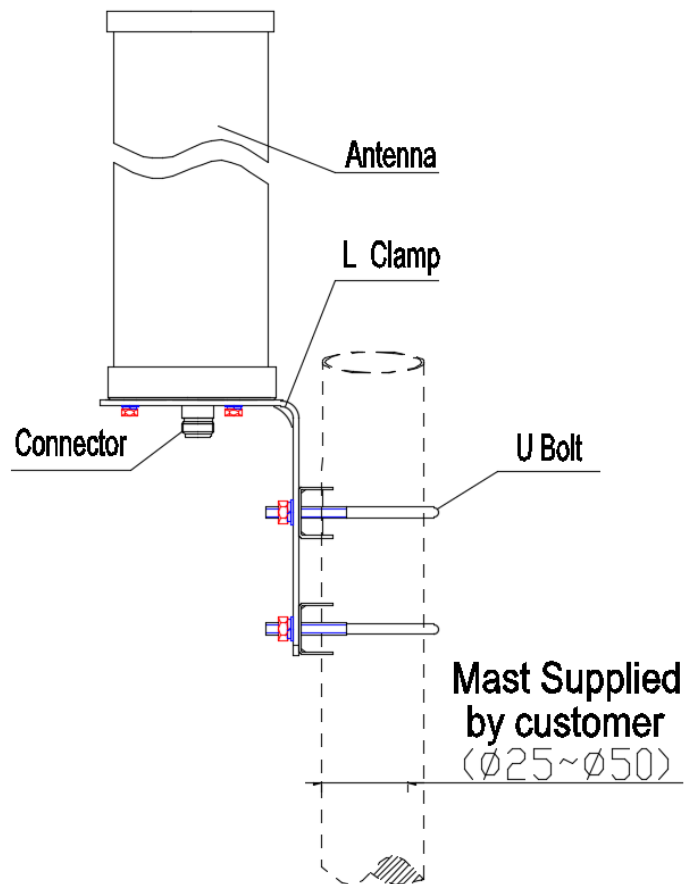 Antenna
L Clamp
Connector
U Bolt
Mast Supplied
by customer
(Ø25~Ø50)